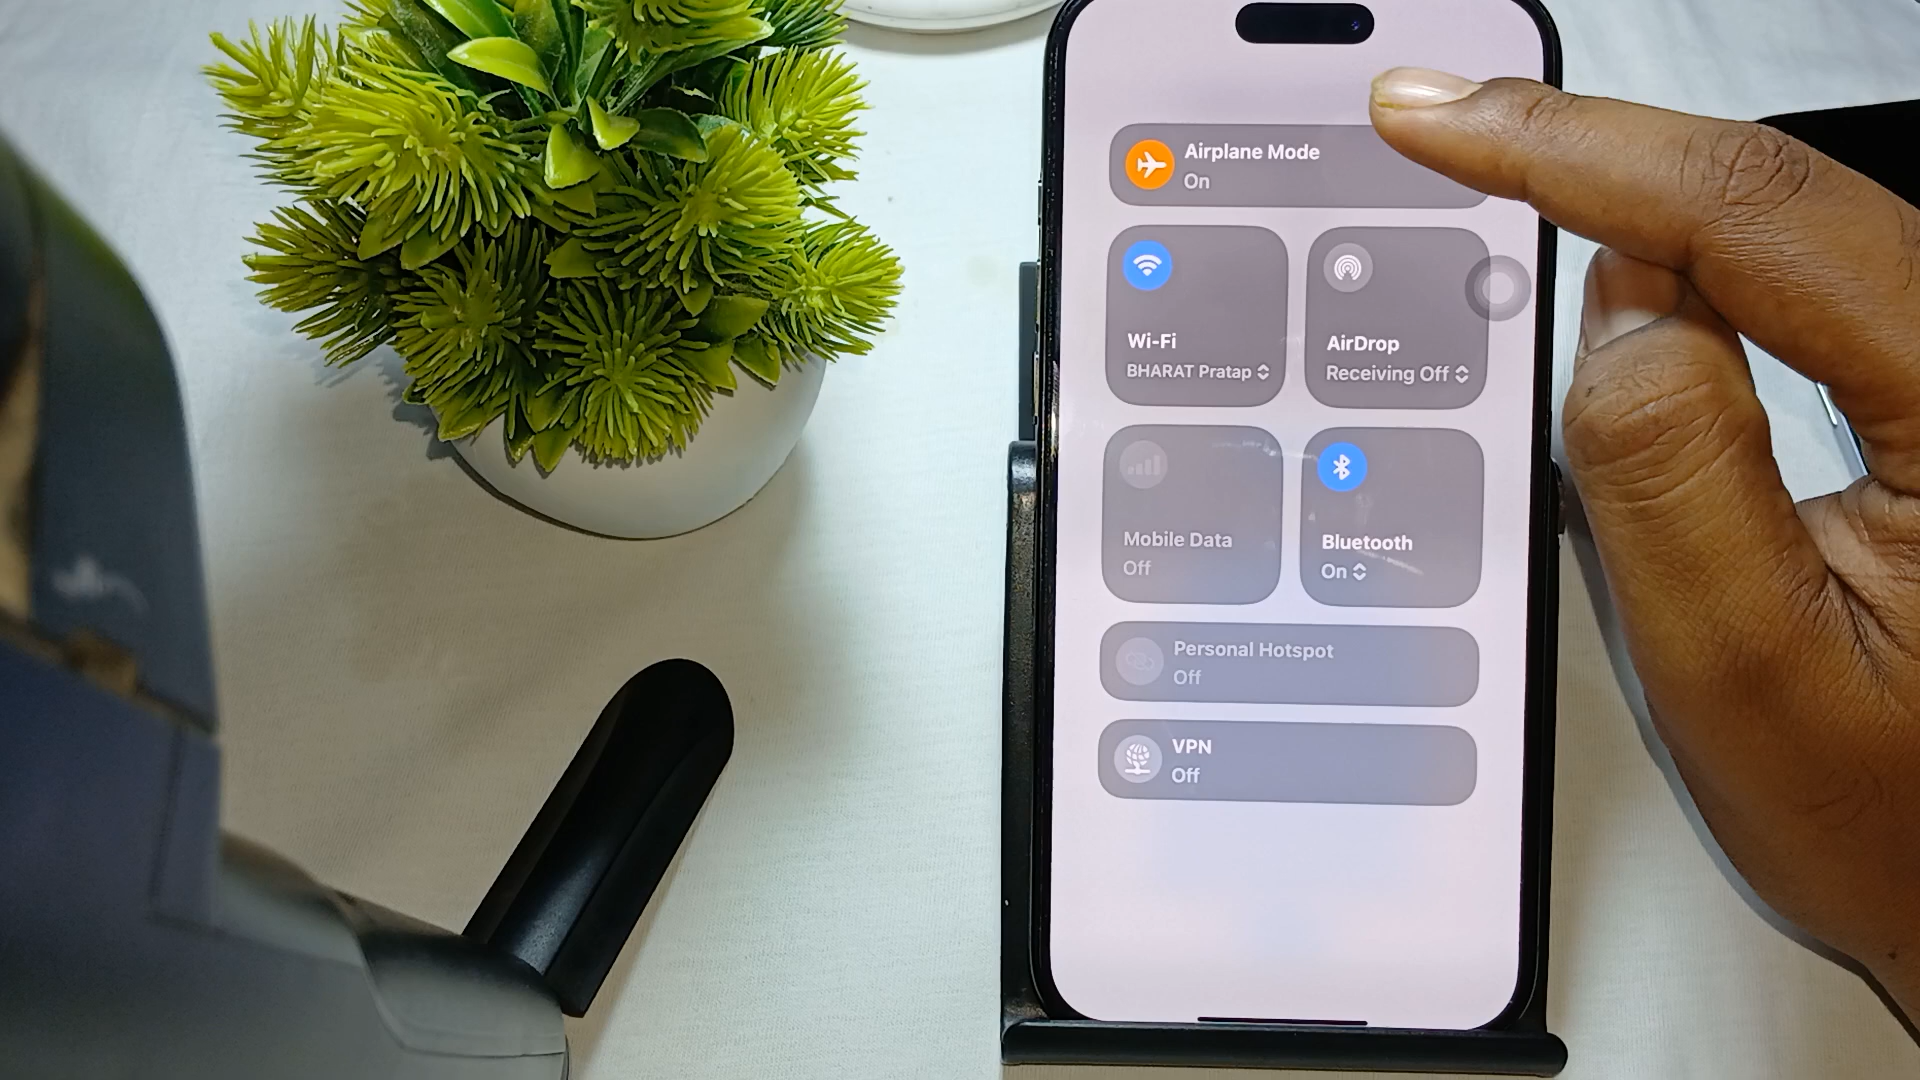 Airplane Mode
On
Wi-Fi
BHARAT Pratap
AirDrop
Receiving Off
Mobile Data
Off
Bluetooth
On
Personal Hotspot
Off
VPN
Off